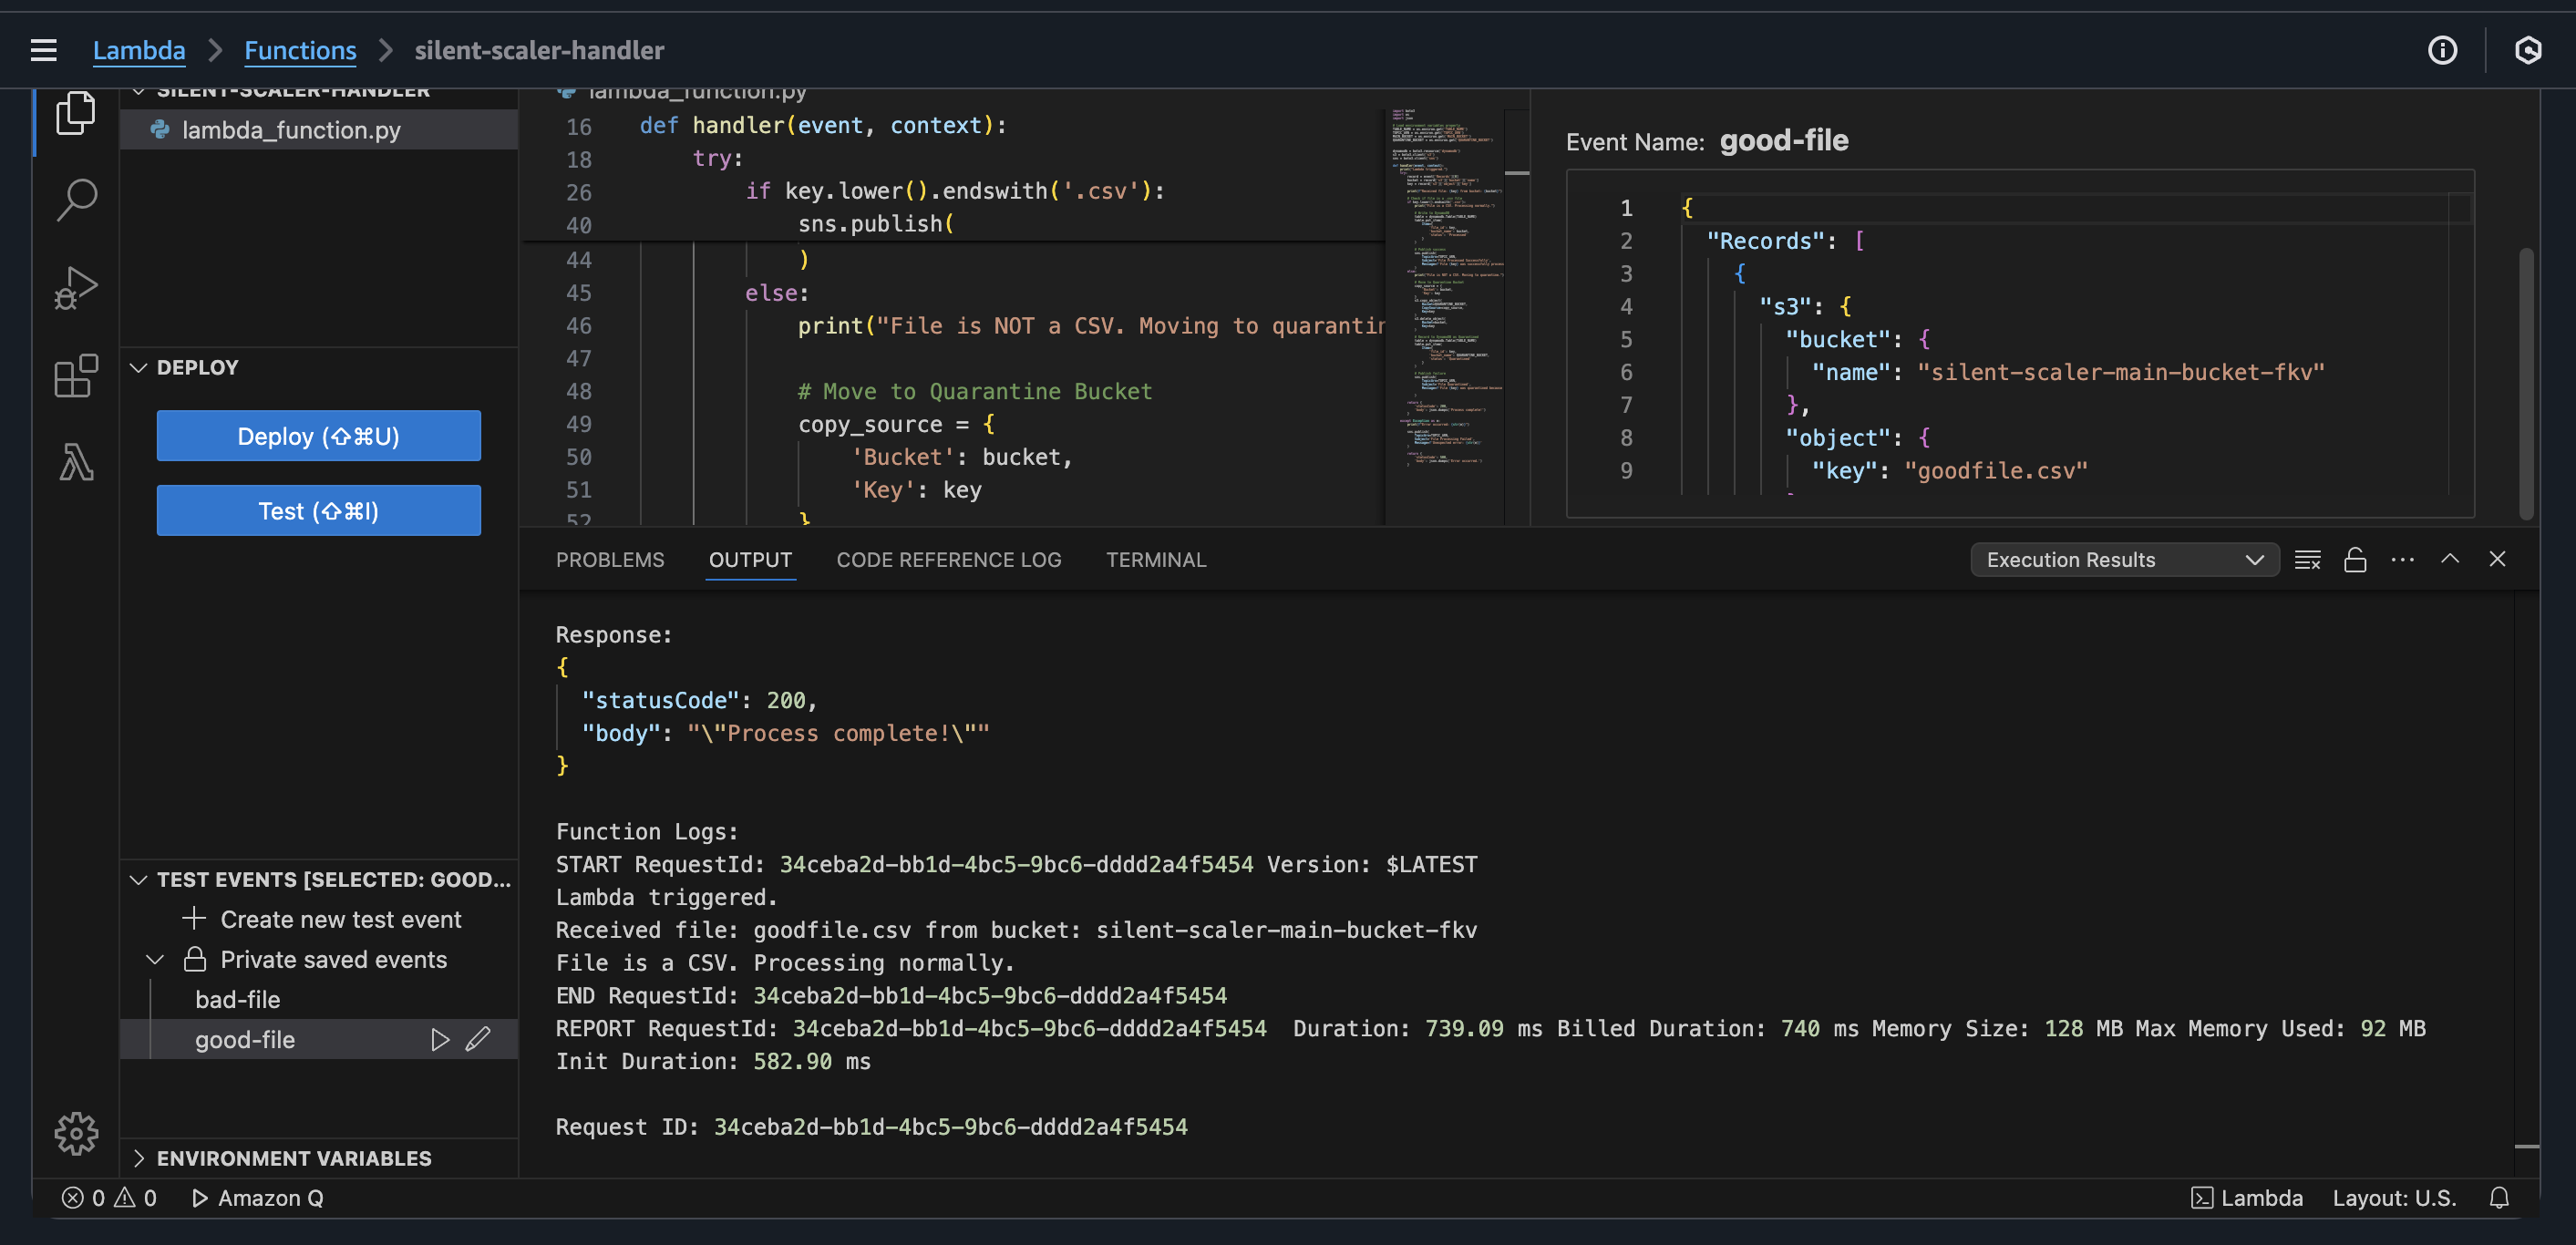 Lambda > Functions > silent-scaler-handler
SILENT-SCALER-HANDLER
lambda_function.py
DEPLOY
Deploy (⇧⌘U)
Test (⇧⌘I)
TEST EVENTS [SELECTED: GOOD...
Create new test event
Private saved events
bad-file
good-file
ENVIRONMENT VARIABLES
lambda_function.py
16 def handler(event, context):
18 try:
26 if key.lower().endswith('.csv'):
40 sns.publish(
44 )
45 else:
46 print("File is NOT a CSV. Moving to quarantin
47
48 # Move to Quarantine Bucket
49 copy_source = {
50 'Bucket': bucket,
51 'Key': key
52 }
Event Name: good-file
1 {
2 "Records": [
3 {
4 "s3": {
5 "bucket": {
6 "name": "silent-scaler-main-bucket-fkv"
7 },
8 "object": {
9 "key": "goodfile.csv"
PROBLEMS OUTPUT CODE REFERENCE LOG TERMINAL
Execution Results
Response:
{
"statusCode": 200,
"body": "\"Process complete!\""
}
Function Logs:
START RequestId: 34ceba2d-bb1d-4bc5-9bc6-dddd2a4f5454 Version: $LATEST
Lambda triggered.
Received file: goodfile.csv from bucket: silent-scaler-main-bucket-fkv
File is a CSV. Processing normally.
END RequestId: 34ceba2d-bb1d-4bc5-9bc6-dddd2a4f5454
REPORT RequestId: 34ceba2d-bb1d-4bc5-9bc6-dddd2a4f5454 Duration: 739.09 ms Billed Duration: 740 ms Memory Size: 128 MB Max Memory Used: 92 MB
Init Duration: 582.90 ms
Request ID: 34ceba2d-bb1d-4bc5-9bc6-dddd2a4f5454
0 0 Amazon Q
Lambda Layout: U.S.